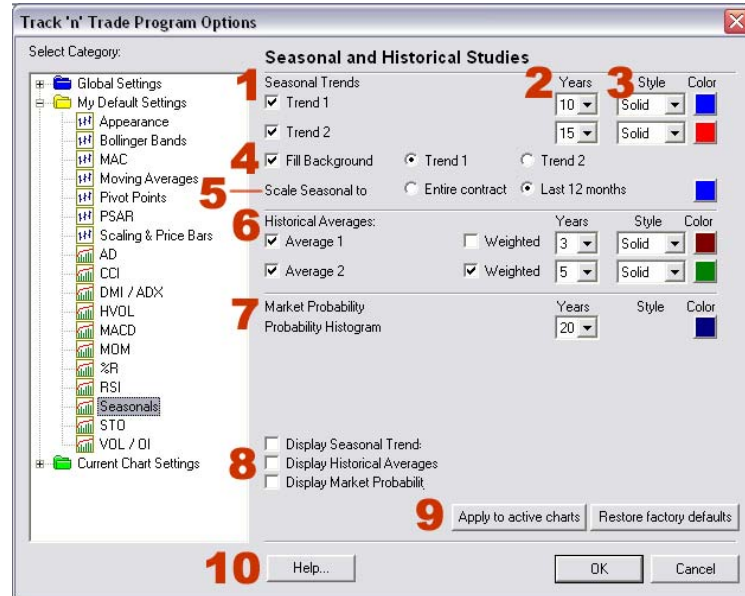 Track 'n' Trade Program Options
Select Category:
Global Settings
My Default Settings
Appearance
Bollinger Bands
MAC
Moving Averages
Pivot Points
PSAR
Scaling & Price Bars
AD
CCI
DMI / ADX
HVOL
MACD
MOM
%R
RSI
Seasonals
STO
VOL / OI
Current Chart Settings
Seasonal and Historical Studies
1 Seasonal Trends 2 Years 3 Style Color
Trend 1 10 Solid
Trend 2 15 Solid
4 Fill Background Trend 1 Trend 2
5 Scale Seasonal to Entire contract Last 12 months
6 Historical Averages: Years Style Color
Average 1 Weighted 3 Solid
Average 2 Weighted 5 Solid
7 Market Probability Years Style Color
Probability Histogram 20
Display Seasonal Trend:
8 Display Historical Averages
Display Market Probabilit
9 Apply to active charts Restore factory defaults
10 Help... OK Cancel